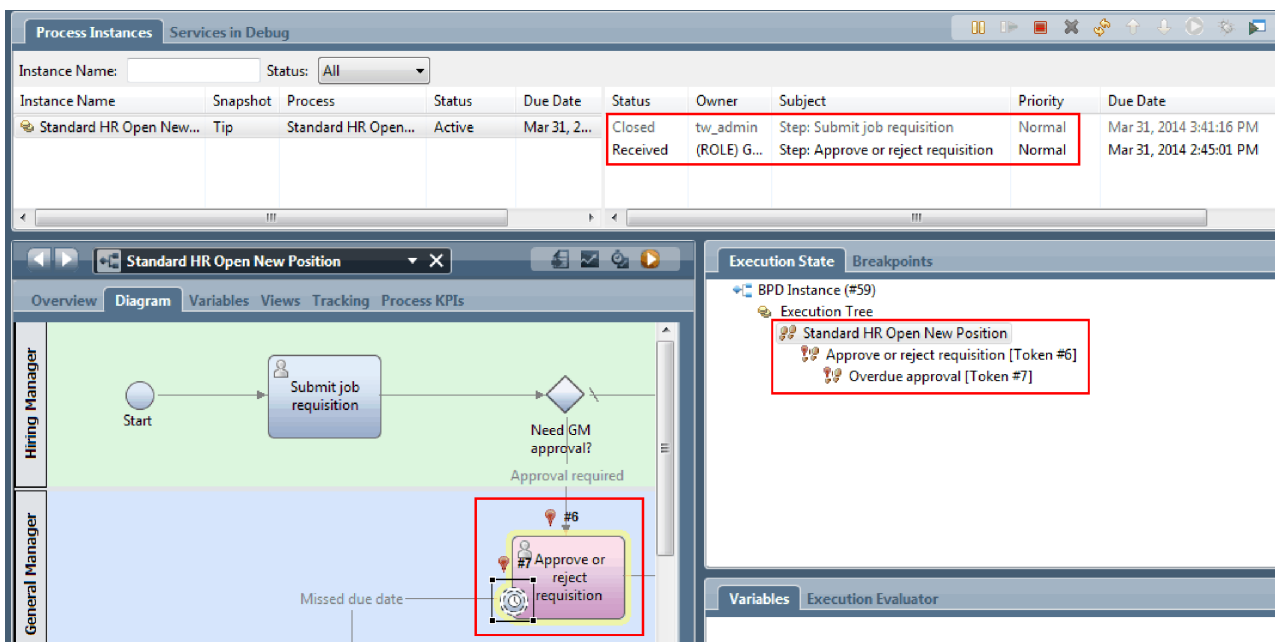 Process Instances Services in Debug
Instance Name: Status: All
Instance Name Snapshot Process Status Due Date Status Owner Subject Priority Due Date
Standard HR Open New... Tip Standard HR Open... Active Mar 31, 2... Closed tw_admin Step: Submit job requisition Normal Mar 31, 2014 3:41:16 PM
Received (ROLE) G... Step: Approve or reject requisition Normal Mar 31, 2014 2:45:01 PM
Standard HR Open New Position
Overview Diagram Variables Views Tracking Process KPIs
Hiring Manager
Start
Submit job
requisition
Need GM
approval?
Approval required
General Manager
#6
#7 Approve or
reject
requisition
Missed due date
Execution State Breakpoints
BPD Instance (#59)
Execution Tree
Standard HR Open New Position
Approve or reject requisition [Token #6]
Overdue approval [Token #7]
Variables Execution Evaluator